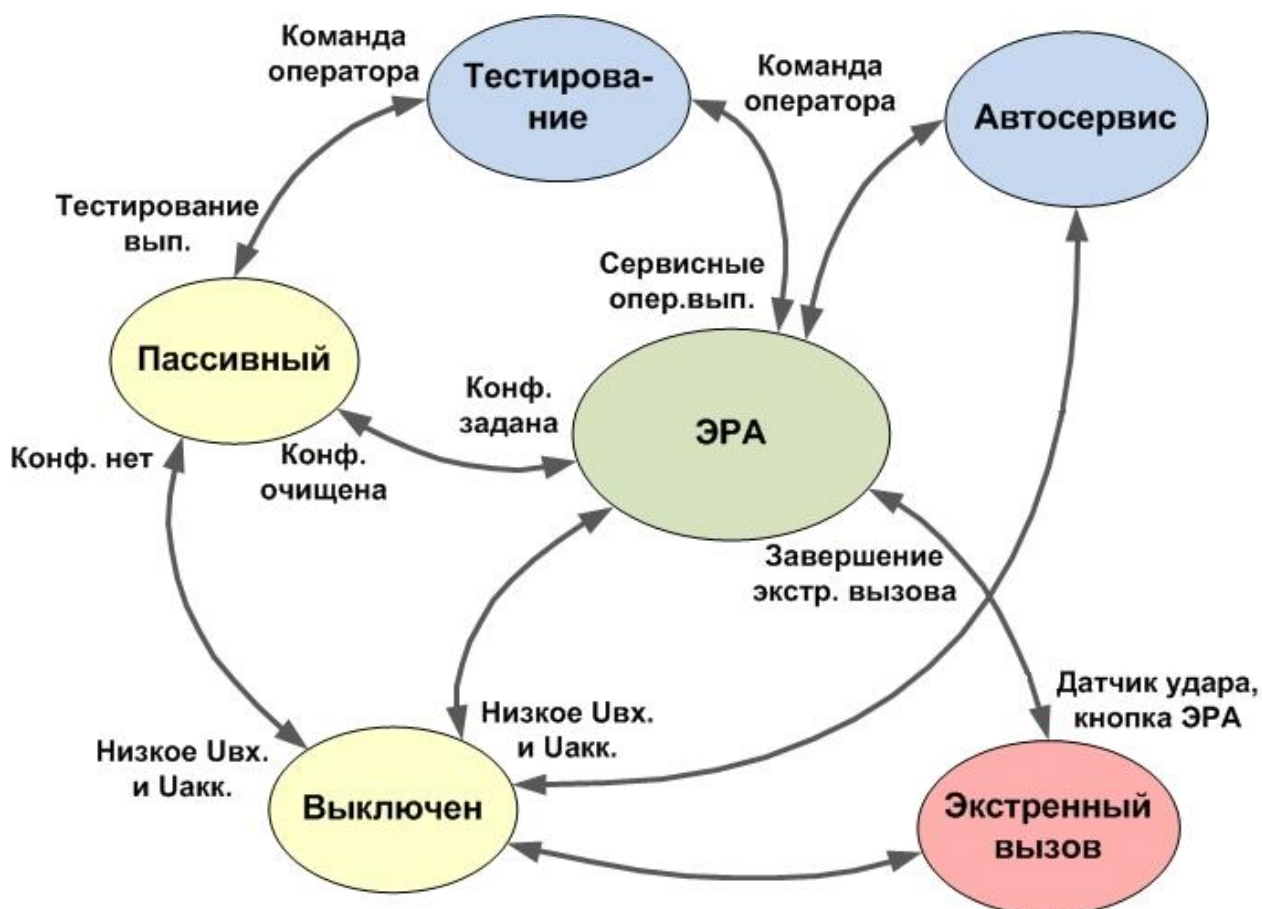 Команда
оператора
Тестирова-
ние
Команда
оператора
Автосервис
Тестирование
вып.
Сервисные
опер.вып.
Пассивный
Конф.
задана
ЭРА
Конф. нет
Конф.
очищена
Завершение
экстр. вызова
Датчик удара,
кнопка ЭРА
Низкое Uвх.
и Uакк.
Низкое Uвх.
и Uакк.
Выключен
Экстренный
вызов